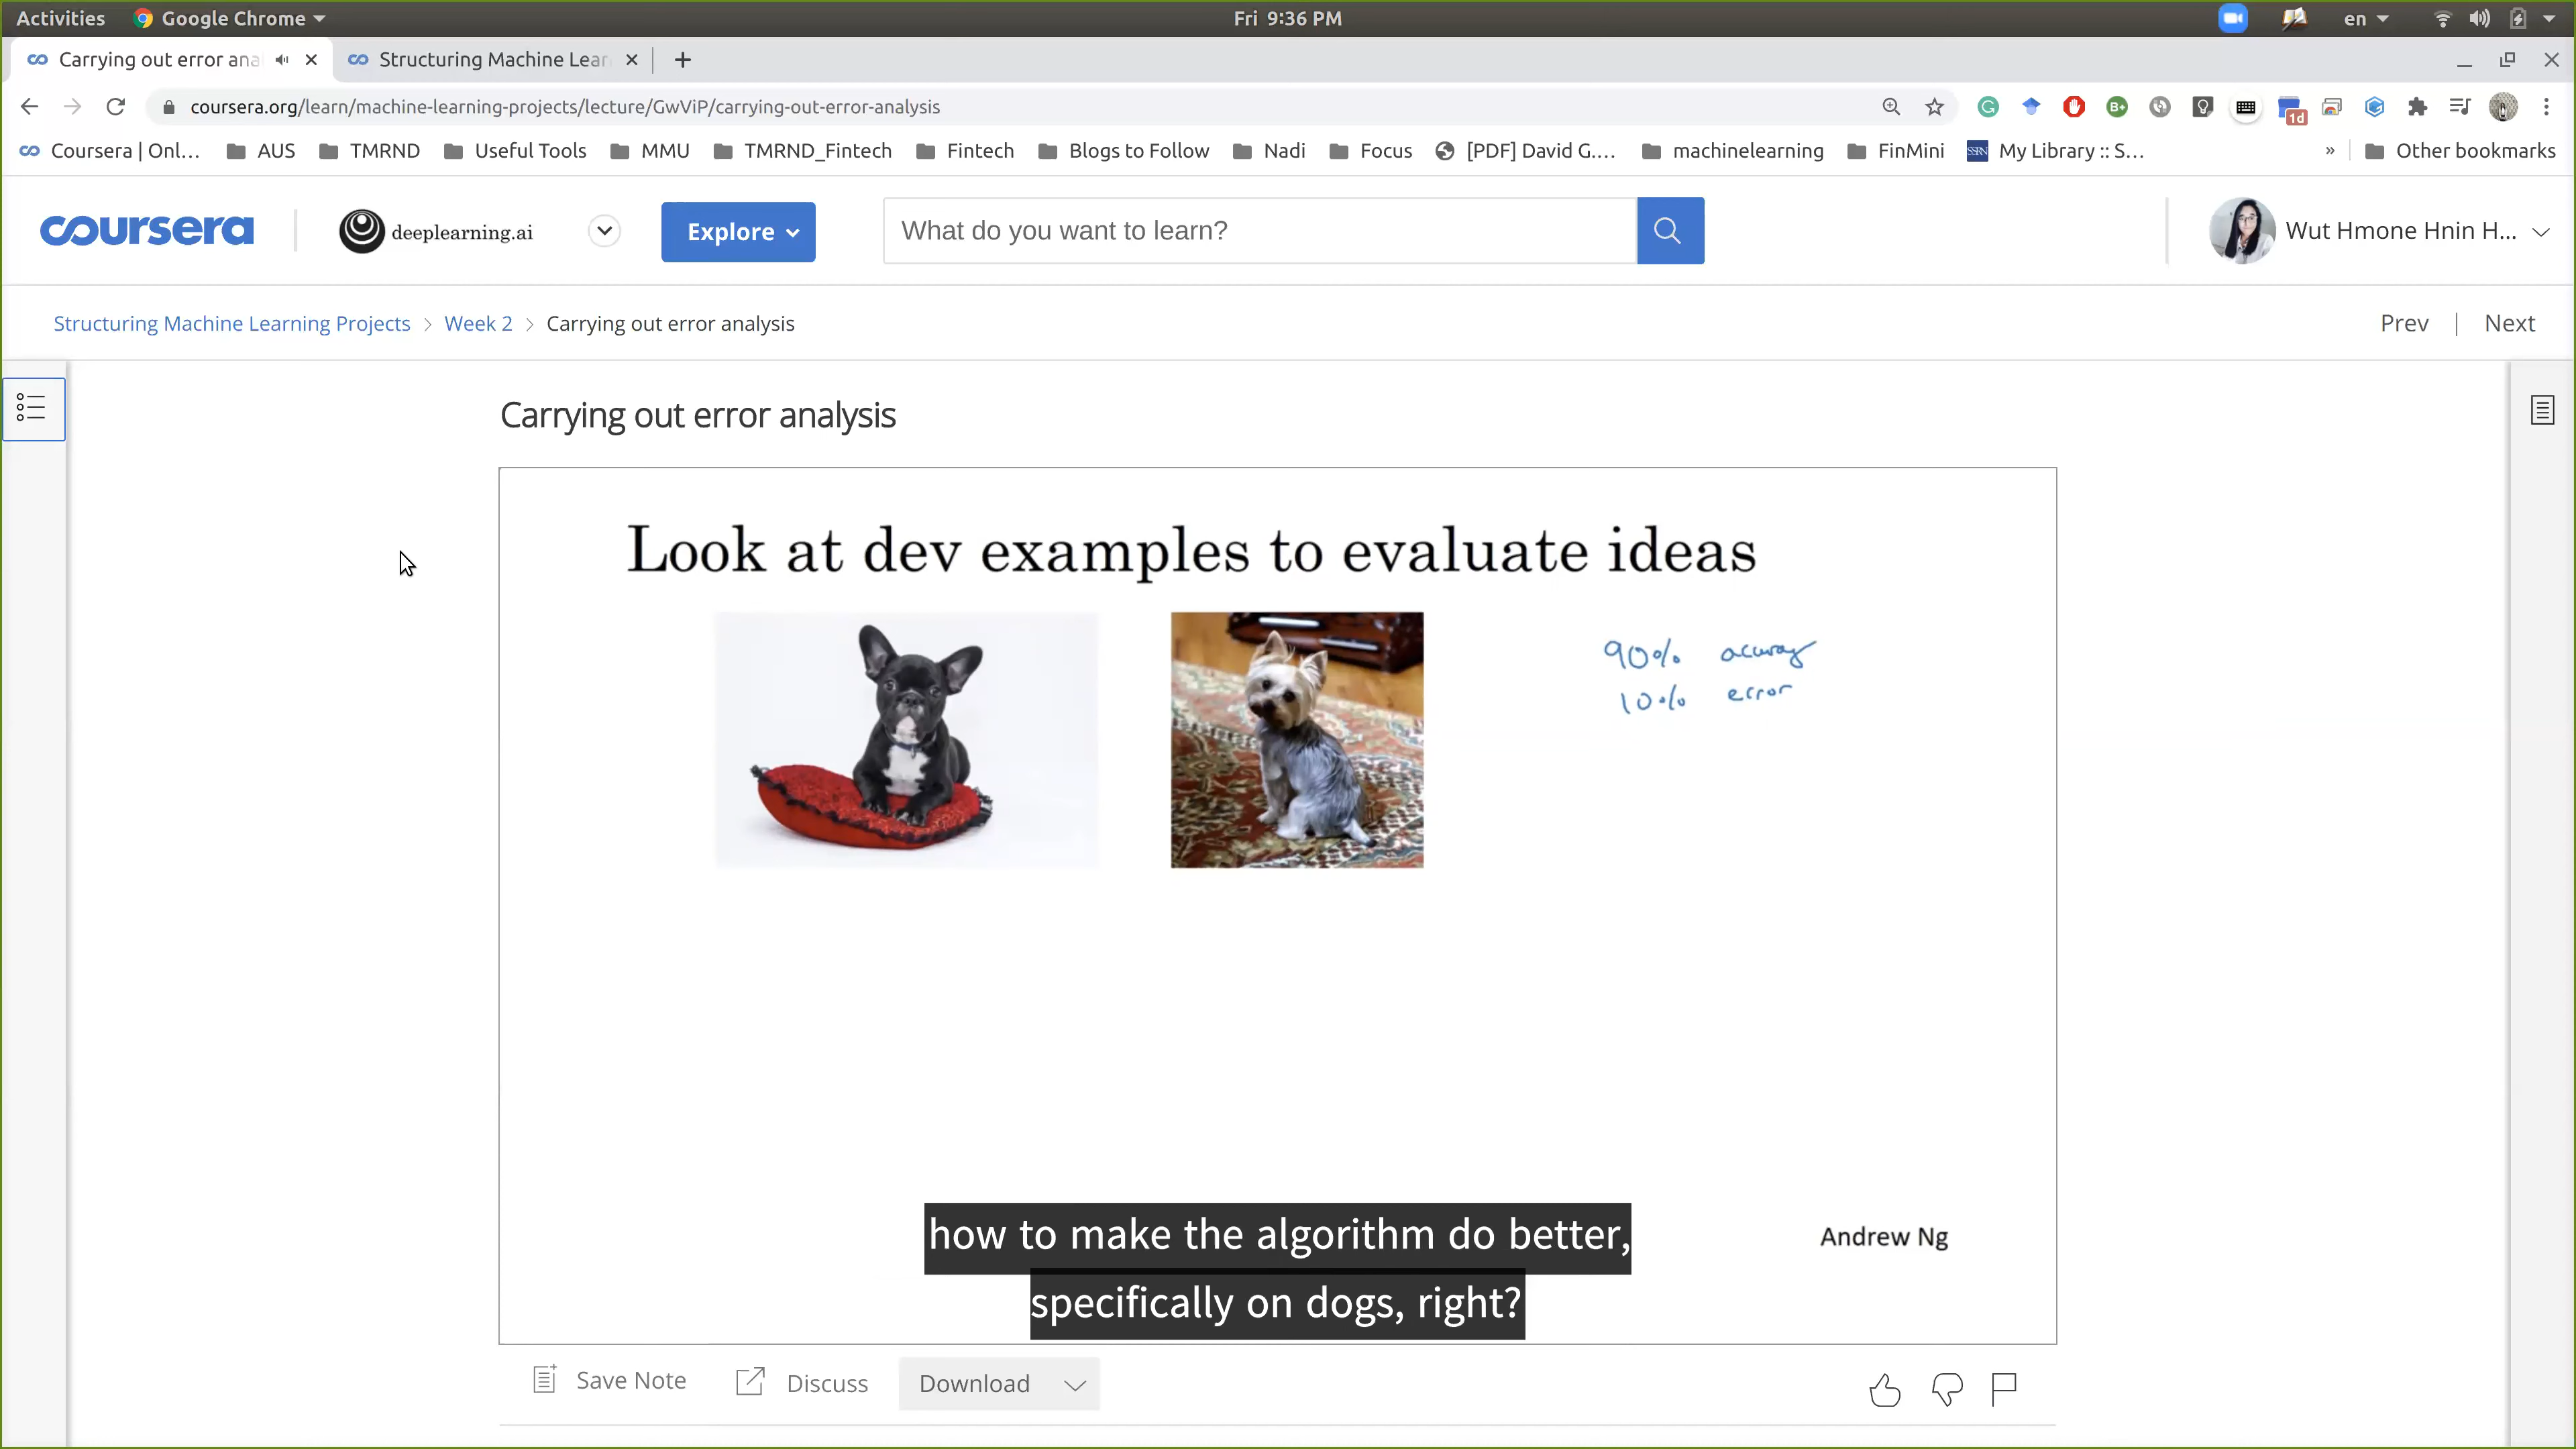 Activities
Google Chrome
Fri 9:36 PM
en
Carrying out error ana
Structuring Machine Lear
coursera.org/learn/machine-learning-projects/lecture/GwViP/carrying-out-error-analysis
1d
Coursera | Onl...
AUS
TMRND
Useful Tools
MMU
TMRND_Fintech
Fintech
Blogs to Follow
Nadi
Focus
[PDF] David G....
machinelearning
FinMini
SSRN
My Library :: S...
»
Other bookmarks
coursera
deeplearning.ai
Explore
What do you want to learn?
Wut Hmone Hnin H...
Structuring Machine Learning Projects > Week 2 > Carrying out error analysis
Prev | Next
Carrying out error analysis
Look at dev examples to evaluate ideas
90% accuracy
10% error
how to make the algorithm do better,
specifically on dogs, right?
Andrew Ng
Save Note
Discuss
Download